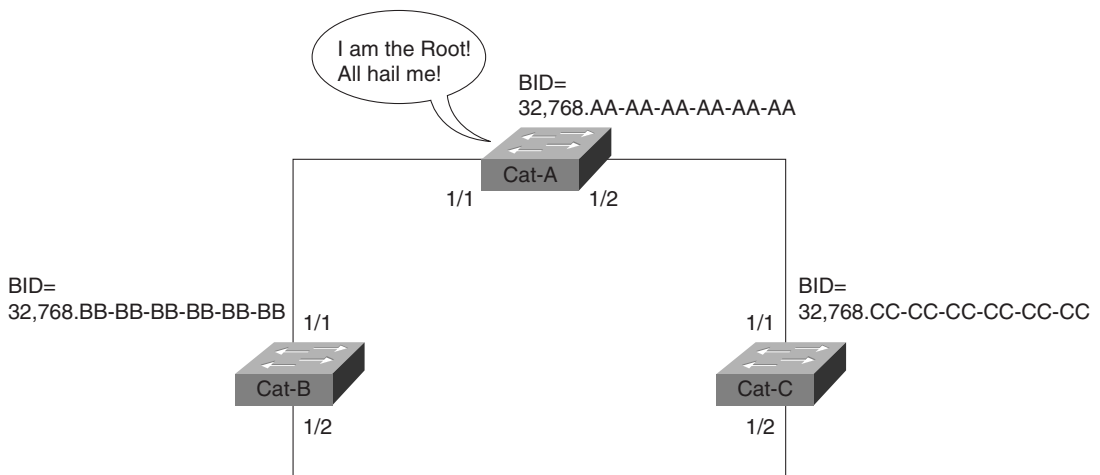 I am the Root!
All hail me!
BID=
32,768.AA-AA-AA-AA-AA-AA
Cat-A
1/1
1/2
BID=
32,768.BB-BB-BB-BB-BB-BB
1/1
Cat-B
1/2
BID=
32,768.CC-CC-CC-CC-CC-CC
1/1
Cat-C
1/2